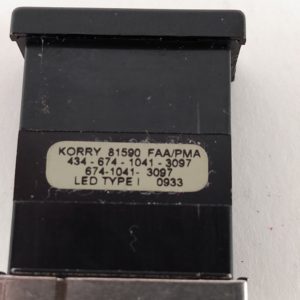 KORRY 81590 FAA/PMA
434-674-1041-3097
674-1041-3097
LED TYPE I 0933